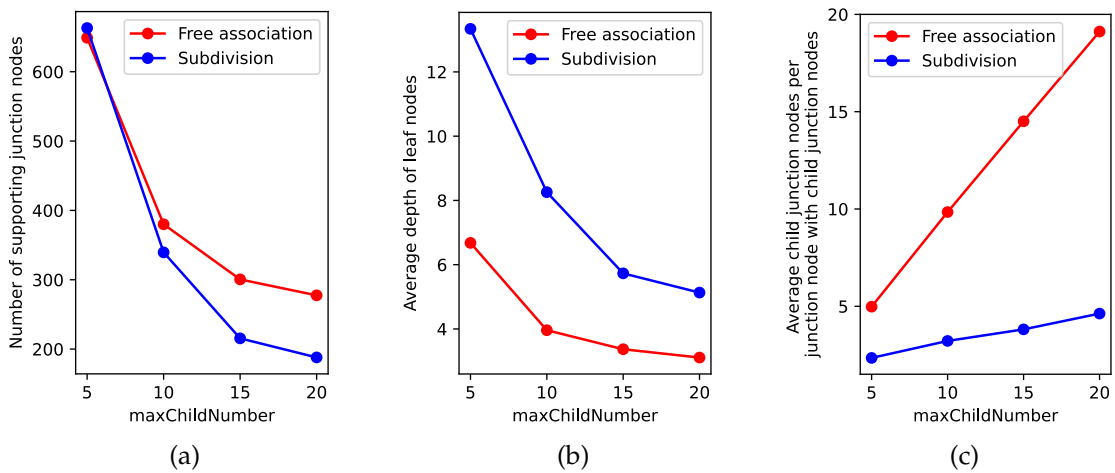 Number of supporting junction nodes
600
500
400
300
200
Free association
Subdivision
5
10
15
20
maxChildNumber
(a)
Average depth of leaf nodes
12
10
8
6
4
Free association
Subdivision
5
10
15
20
maxChildNumber
(b)
Average child junction nodes per
junction node with child junction nodes
20
15
10
5
Free association
Subdivision
5
10
15
20
maxChildNumber
(c)